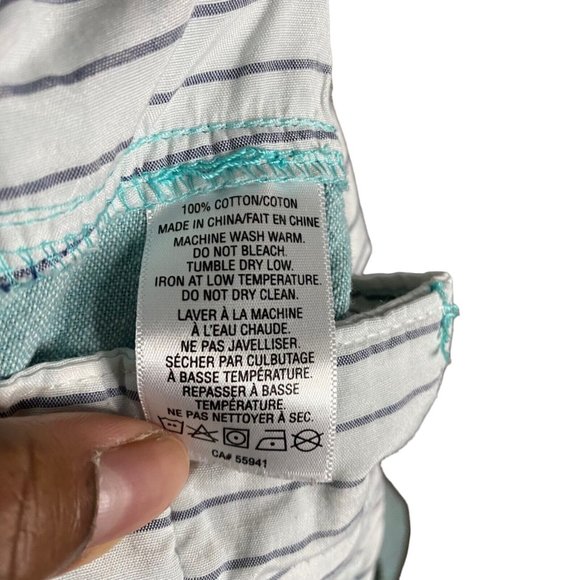 100% COTTON/COTON
MADE IN CHINA/FAIT EN CHINE
MACHINE WASH WARM.
DO NOT BLEACH.
TUMBLE DRY LOW.
IRON AT LOW TEMPERATURE.
DO NOT DRY CLEAN.
LAVER À LA MACHINE
À L'EAU CHAUDE.
NE PAS JAVELLISER.
SÉCHER PAR CULBUTAGE
À BASSE TEMPÉRATURE.
REPASSER À BASSE
TEMPÉRATURE.
NE PAS NETTOYER À SEC.
CA# 55941